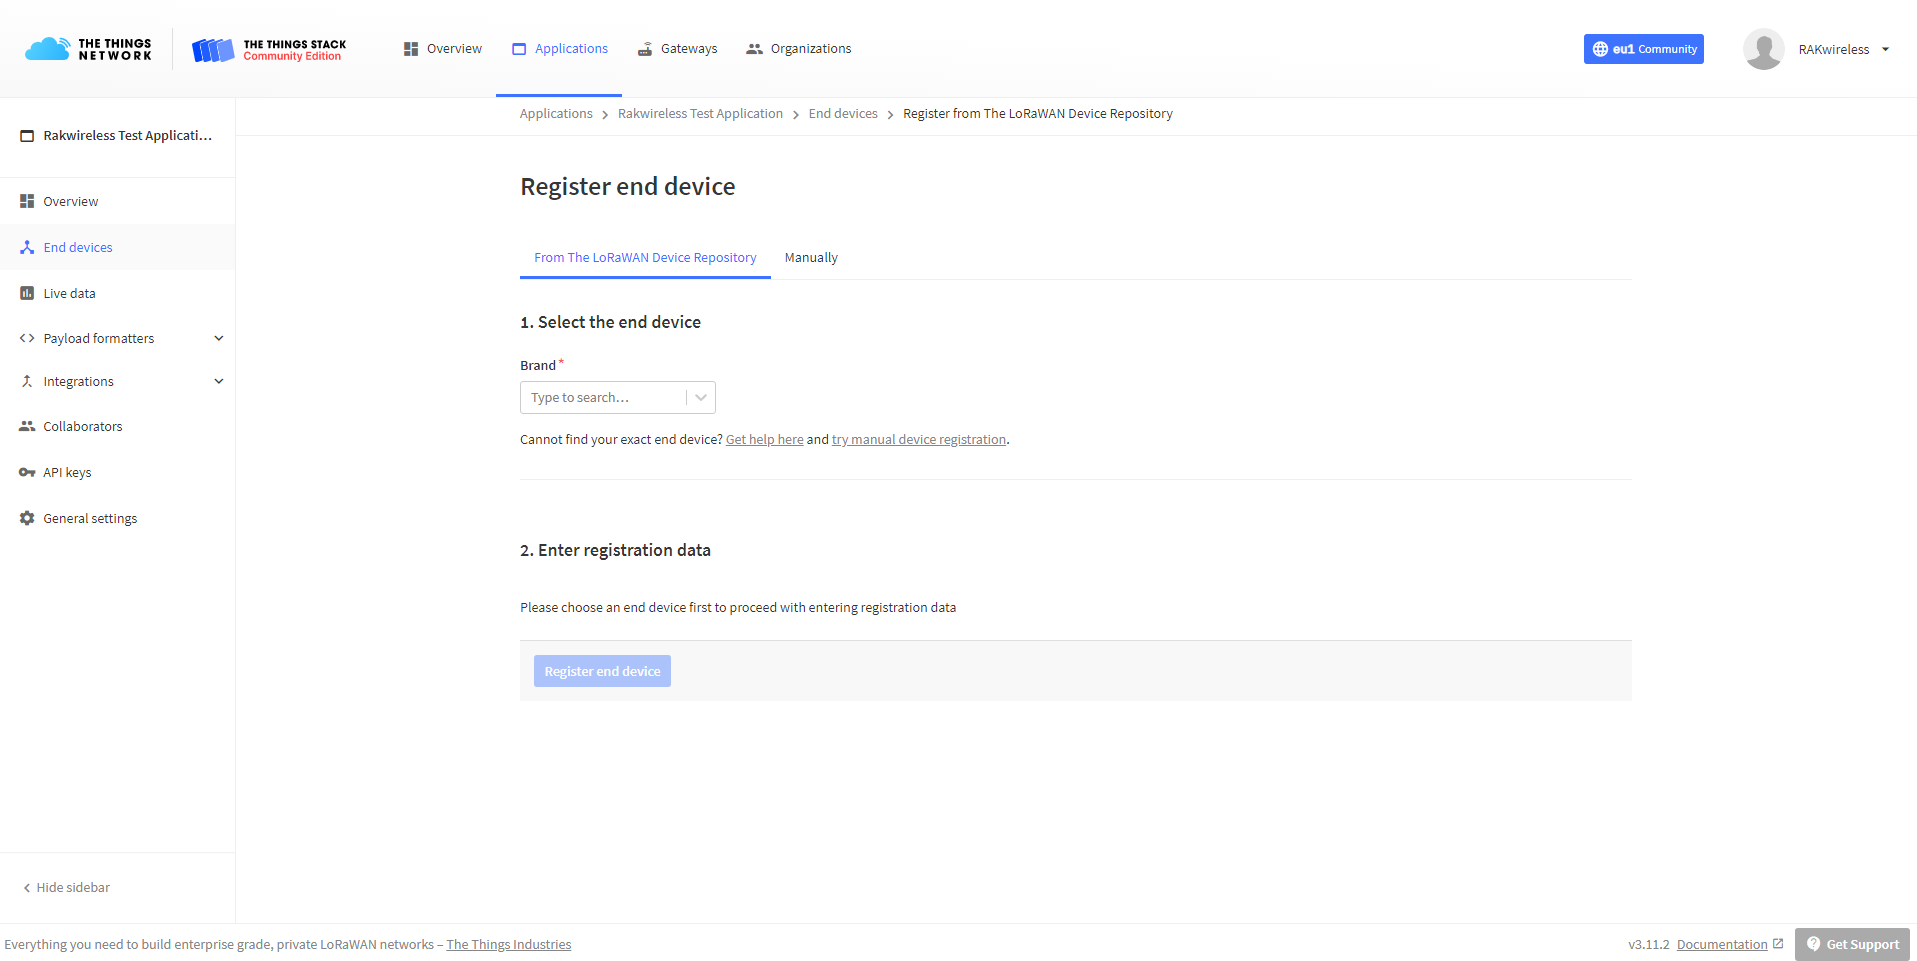 THE THINGS
NETWORK
THE THINGS STACK
Community Edition
Overview
Applications
Gateways
Organizations
eu1 Community
RAKwireless
Rakwireless Test Applicati...
Overview
End devices
Live data
Payload formatters
Integrations
Collaborators
API keys
General settings
Hide sidebar
Applications > Rakwireless Test Application > End devices > Register from The LoRaWAN Device Repository
Register end device
From The LoRaWAN Device Repository
Manually
1. Select the end device
Brand *
Type to search...
Cannot find your exact end device? Get help here and try manual device registration.
2. Enter registration data
Please choose an end device first to proceed with entering registration data
Register end device
Everything you need to build enterprise grade, private LoRaWAN networks – The Things Industries
v3.11.2 Documentation
Get Support